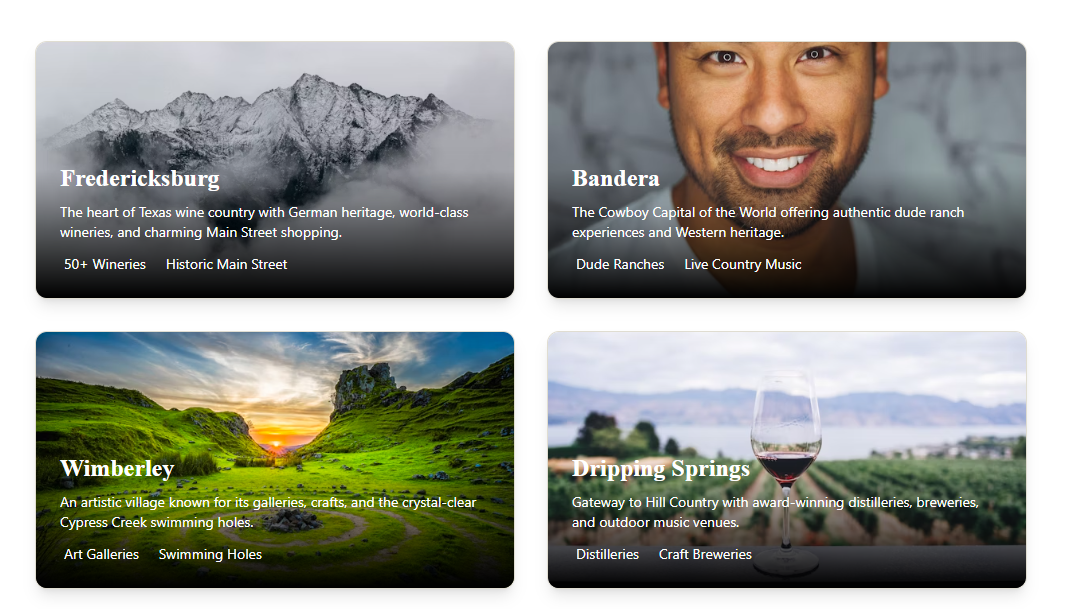 Fredericksburg
The heart of Texas wine country with German heritage, world-class
wineries, and charming Main Street shopping.
50+ Wineries Historic Main Street
Bandera
The Cowboy Capital of the World offering authentic dude ranch
experiences and Western heritage.
Dude Ranches Live Country Music
Wimberley
An artistic village known for its galleries, crafts, and the crystal-clear
Cypress Creek swimming holes.
Art Galleries Swimming Holes
Dripping Springs
Gateway to Hill Country with award-winning distilleries, breweries,
and outdoor music venues.
Distilleries Craft Breweries